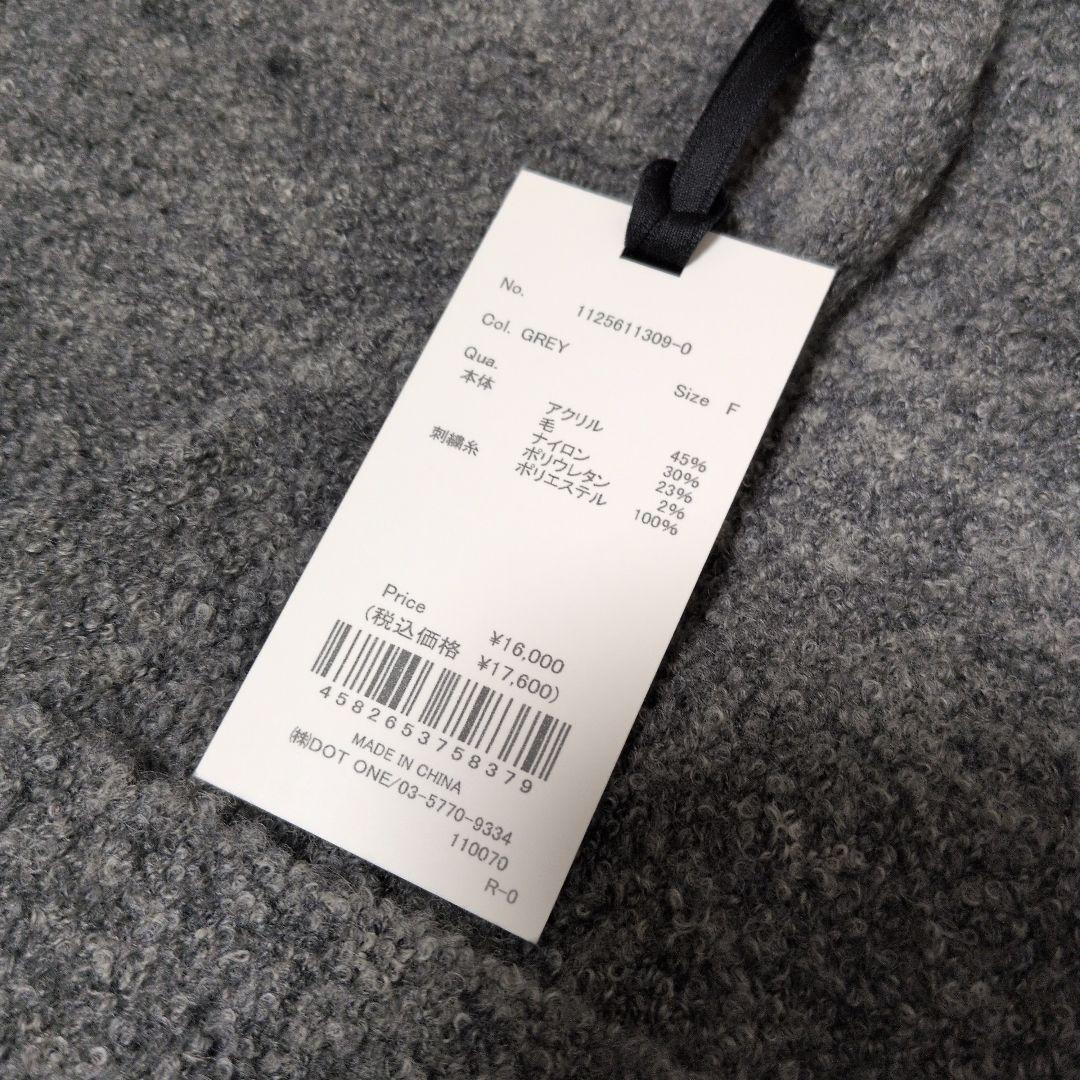 No. 1125611309-0
Col. GREY Size F
Qua.
本体 アクリル 45%
毛 30%
ナイロン 23%
ポリウレタン 2%
刺繍糸 ポリエステル 100%
Price ¥16,000
(税込価格 ¥17,600)
4582653758379
MADE IN CHINA
㈱DOT ONE/03-5770-9334
110070
R-0